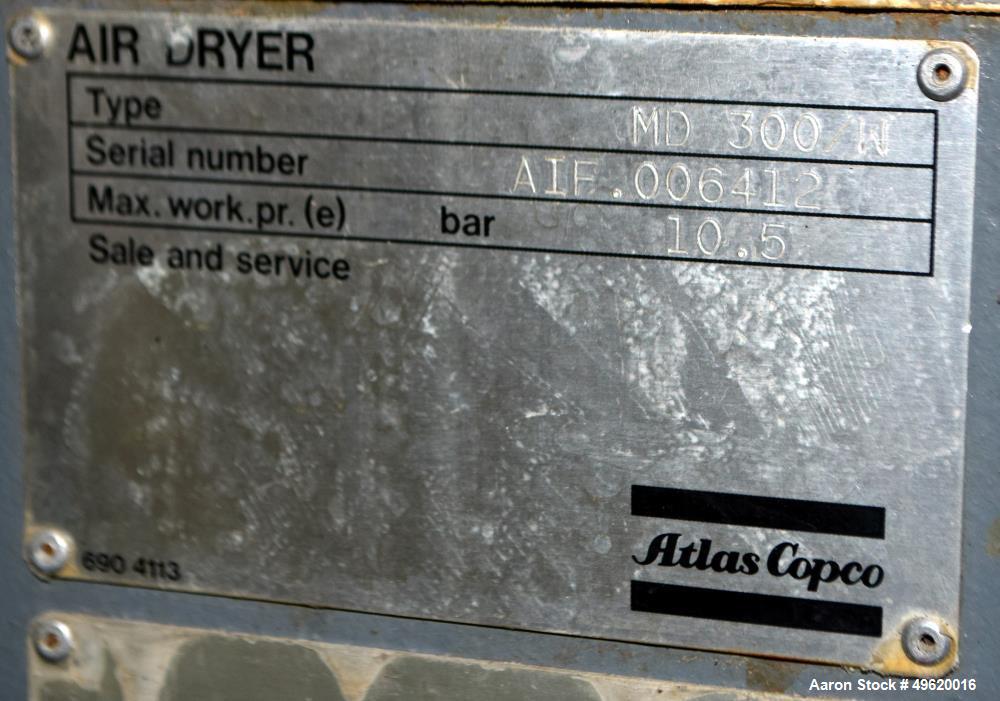 AIR DRYER
Type MD 300/W
Serial number AIF.006412
Max. work.pr. (e) bar 10.5
Sale and service
Atlas Copco
690 4113
Aaron Stock # 49620016